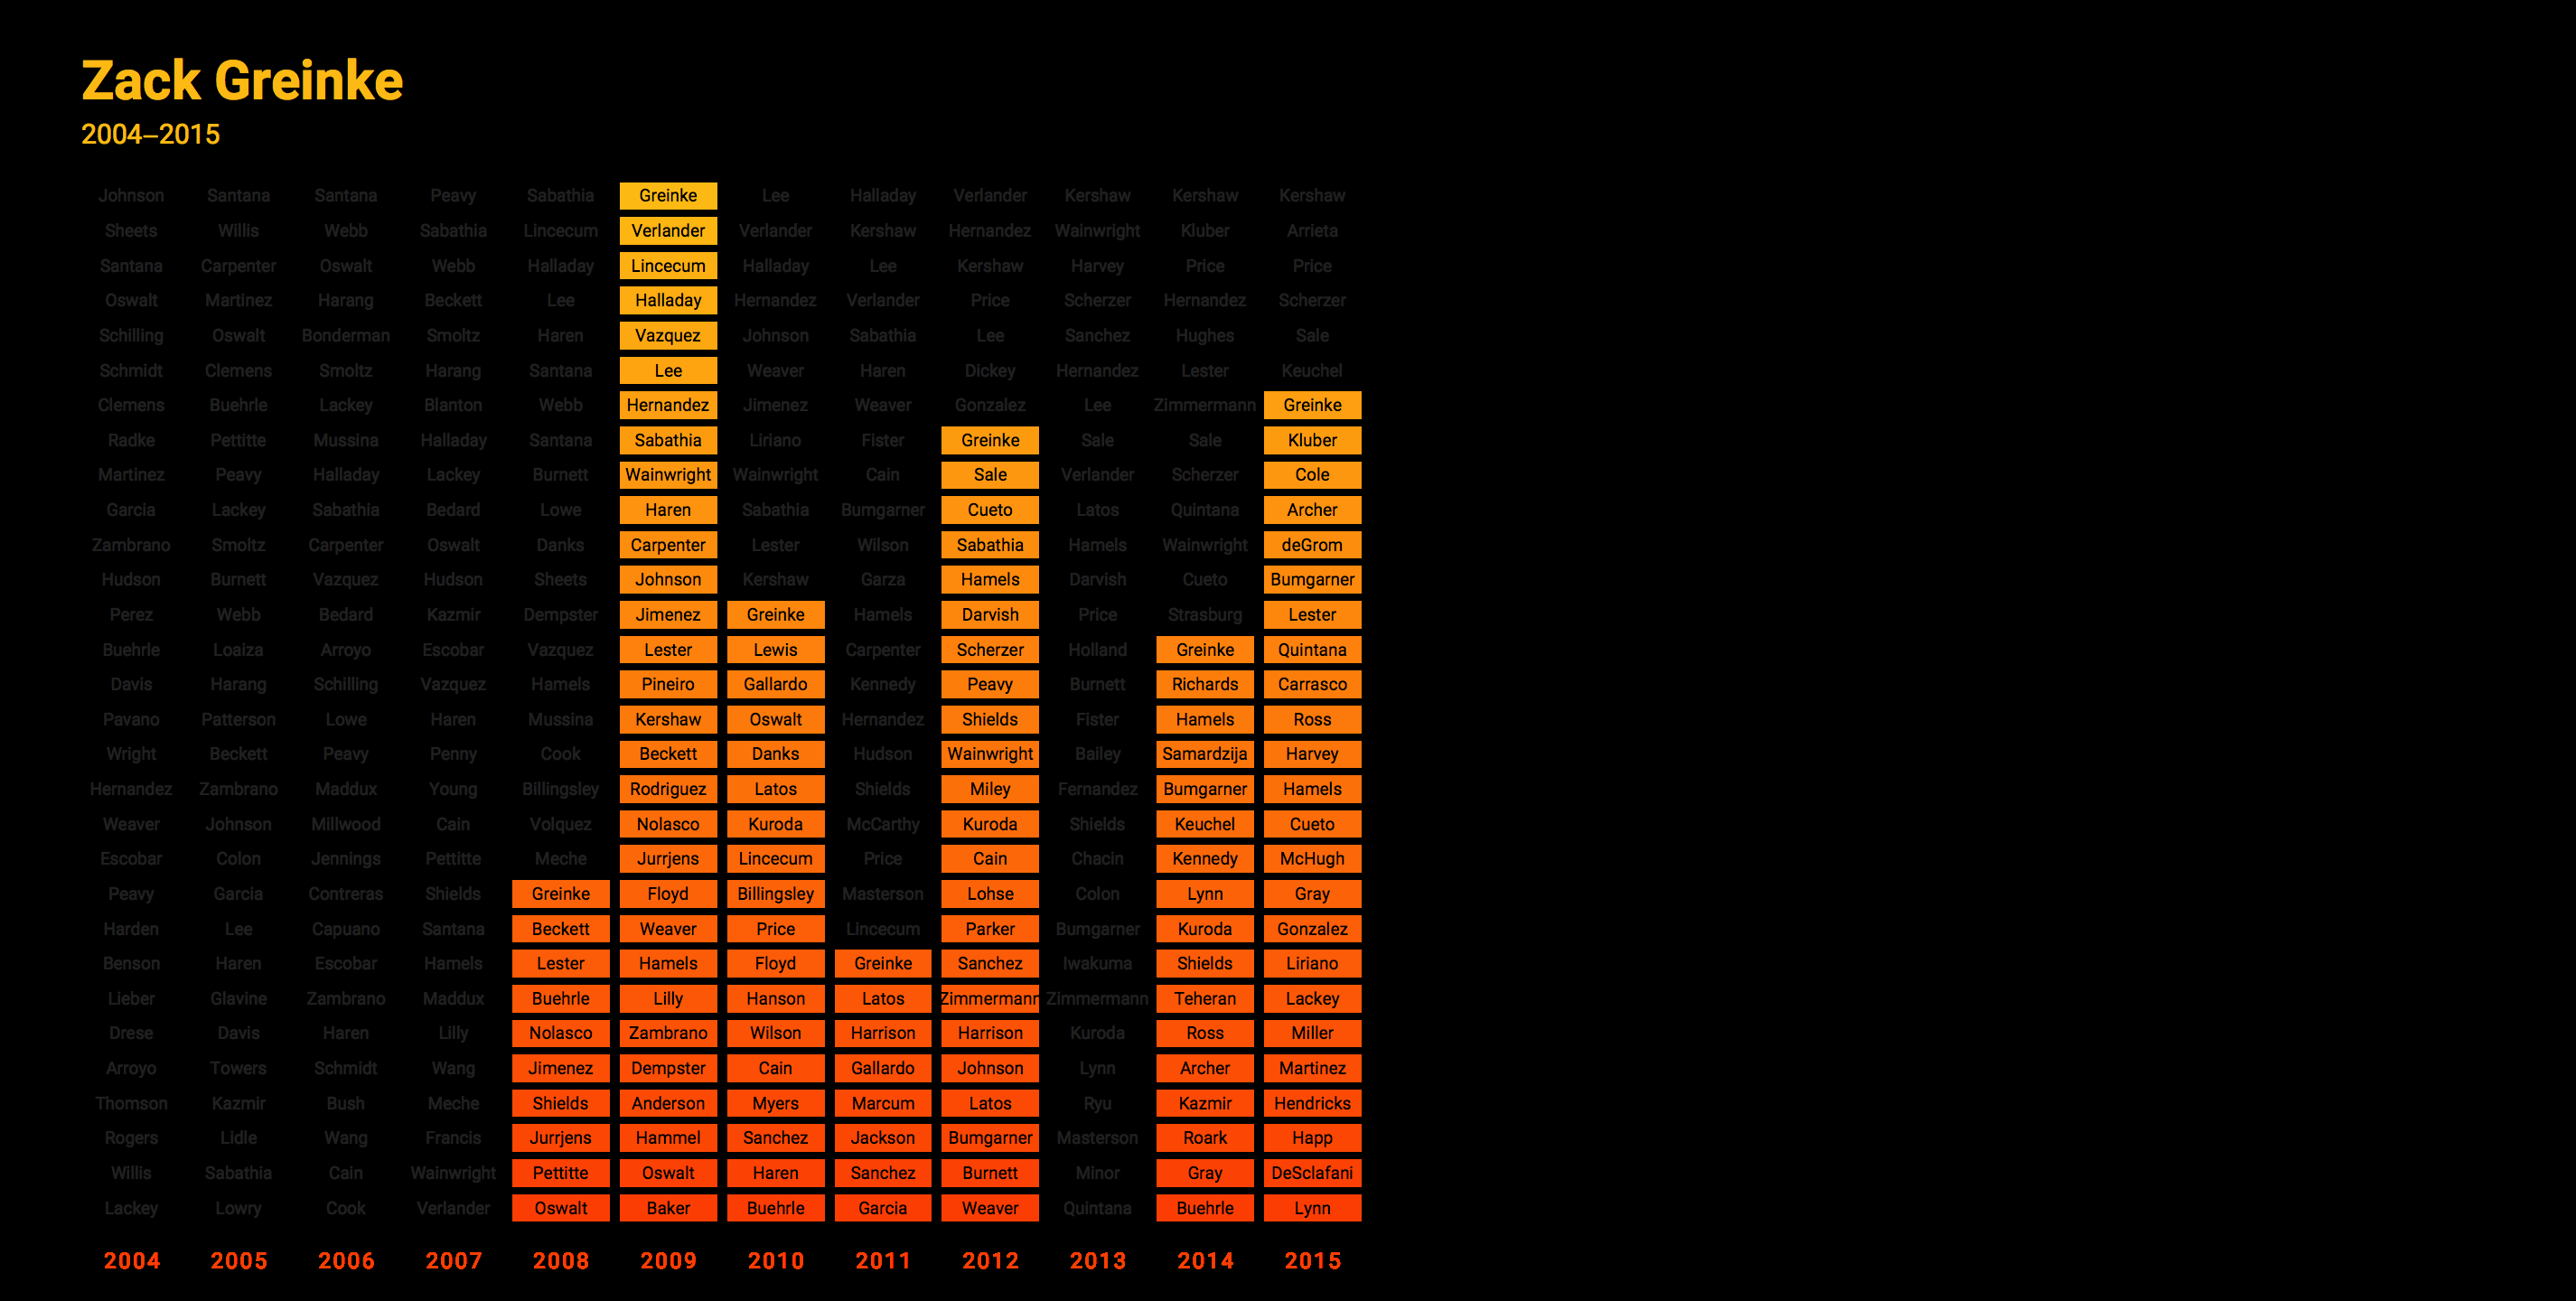 Zack Greinke
2004–2015
Johnson Santana Santana Peavy Sabathia Greinke Lee Halladay Verlander Kershaw Kershaw Kershaw
Sheets Willis Webb Sabathia Lincecum Verlander Verlander Kershaw Hernandez Wainwright Kluber Arrieta
Santana Carpenter Oswalt Webb Halladay Lincecum Halladay Lee Kershaw Harvey Price Price
Oswalt Martinez Harang Beckett Lee Halladay Hernandez Verlander Price Scherzer Hernandez Scherzer
Schilling Oswalt Bonderman Smoltz Haren Vazquez Johnson Sabathia Lee Sanchez Hughes Sale
Schmidt Clemens Smoltz Harang Santana Lee Weaver Haren Dickey Hernandez Lester Keuchel
Clemens Buehrle Lackey Blanton Webb Hernandez Jimenez Weaver Gonzalez Lee Zimmermann Greinke
Radke Pettitte Mussina Halladay Santana Sabathia Liriano Fister Greinke Sale Sale Kluber
Martinez Peavy Halladay Lackey Burnett Wainwright Wainwright Cain Sale Verlander Scherzer Cole
Garcia Lackey Sabathia Bedard Lowe Haren Sabathia Bumgarner Cueto Latos Quintana Archer
Zambrano Smoltz Carpenter Oswalt Danks Carpenter Lester Wilson Sabathia Hamels Wainwright deGrom
Hudson Burnett Vazquez Hudson Sheets Johnson Kershaw Garza Hamels Darvish Cueto Bumgarner
Perez Webb Bedard Kazmir Dempster Jimenez Greinke Hamels Darvish Price Strasburg Lester
Buehrle Loaiza Arroyo Escobar Vazquez Lester Lewis Carpenter Scherzer Holland Greinke Quintana
Davis Harang Schilling Vazquez Hamels Pineiro Gallardo Kennedy Peavy Burnett Richards Carrasco
Pavano Patterson Lowe Haren Mussina Kershaw Oswalt Hernandez Shields Fister Hamels Ross
Wright Beckett Peavy Penny Cook Beckett Danks Hudson Wainwright Bailey Samardzija Harvey
Hernandez Zambrano Maddux Young Billingsley Rodriguez Latos Shields Miley Fernandez Bumgarner Hamels
Weaver Johnson Millwood Cain Volquez Nolasco Kuroda McCarthy Kuroda Shields Keuchel Cueto
Escobar Colon Jennings Pettitte Meche Jurrjens Lincecum Price Cain Chacin Kennedy McHugh
Peavy Garcia Contreras Shields Greinke Floyd Billingsley Masterson Lohse Colon Lynn Gray
Harden Lee Capuano Santana Beckett Weaver Price Lincecum Parker Bumgarner Kuroda Gonzalez
Benson Haren Escobar Hamels Lester Hamels Floyd Greinke Sanchez Iwakuma Shields Liriano
Lieber Glavine Zambrano Maddux Buehrle Lilly Hanson Latos Zimmermann Zimmermann Teheran Lackey
Drese Davis Haren Lilly Nolasco Zambrano Wilson Harrison Harrison Kuroda Ross Miller
Arroyo Towers Schmidt Wang Jimenez Dempster Cain Gallardo Johnson Lynn Archer Martinez
Thomson Kazmir Bush Meche Shields Anderson Myers Marcum Latos Ryu Kazmir Hendricks
Rogers Lidle Wang Francis Jurrjens Hammel Sanchez Jackson Bumgarner Masterson Roark Happ
Willis Sabathia Cain Wainwright Pettitte Oswalt Haren Sanchez Burnett Minor Gray DeSclafani
Lackey Lowry Cook Verlander Oswalt Baker Buehrle Garcia Weaver Quintana Buehrle Lynn
2004 2005 2006 2007 2008 2009 2010 2011 2012 2013 2014 2015